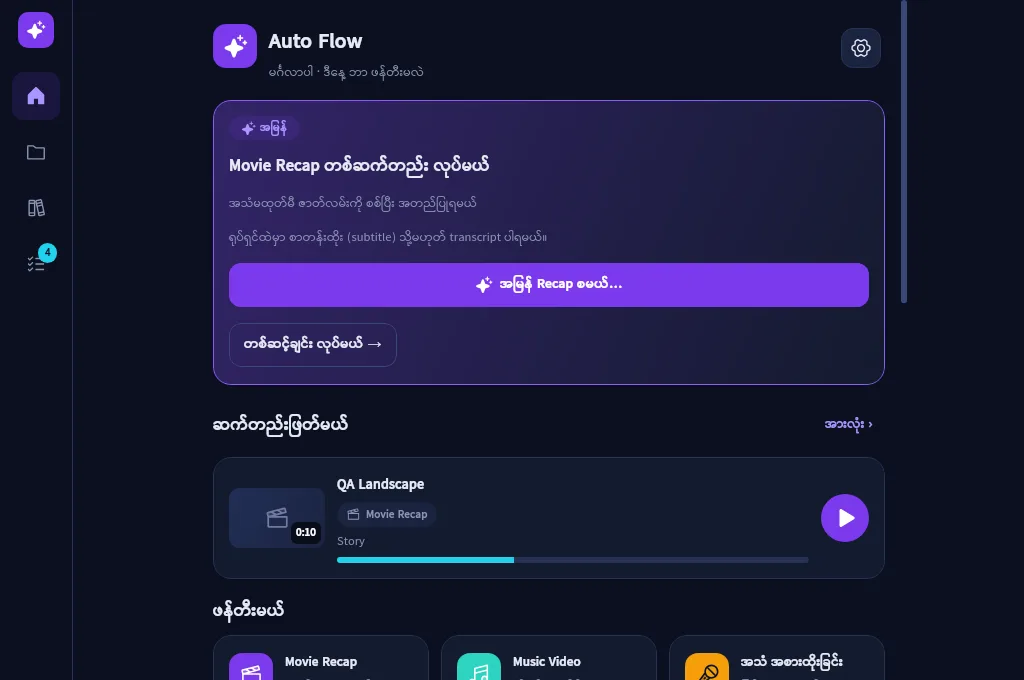 Auto Flow
မင်္ဂလာပါ · ဒီနေ့ ဘာ ဖန်တီးမလဲ
အမြန်
Movie Recap တစ်ဆက်တည်း လုပ်မယ်
အသံမထုတ်မီ ဇာတ်လမ်းကို စစ်ပြီး အတည်ပြုရမယ်
ရုပ်ရှင်ထဲမှာ စာတန်းထိုး (subtitle) သို့မဟုတ် transcript ပါရမယ်။
အမြန် Recap စမယ်...
တစ်ဆင့်ချင်း လုပ်မယ် →
4
ဆက်တည်းဖြတ်မယ်
အားလုံး ›
QA Landscape
0:10
Movie Recap
Story
ဖန်တီးမယ်
Movie Recap
Music Video
အသံ အစားထိုးခြင်း